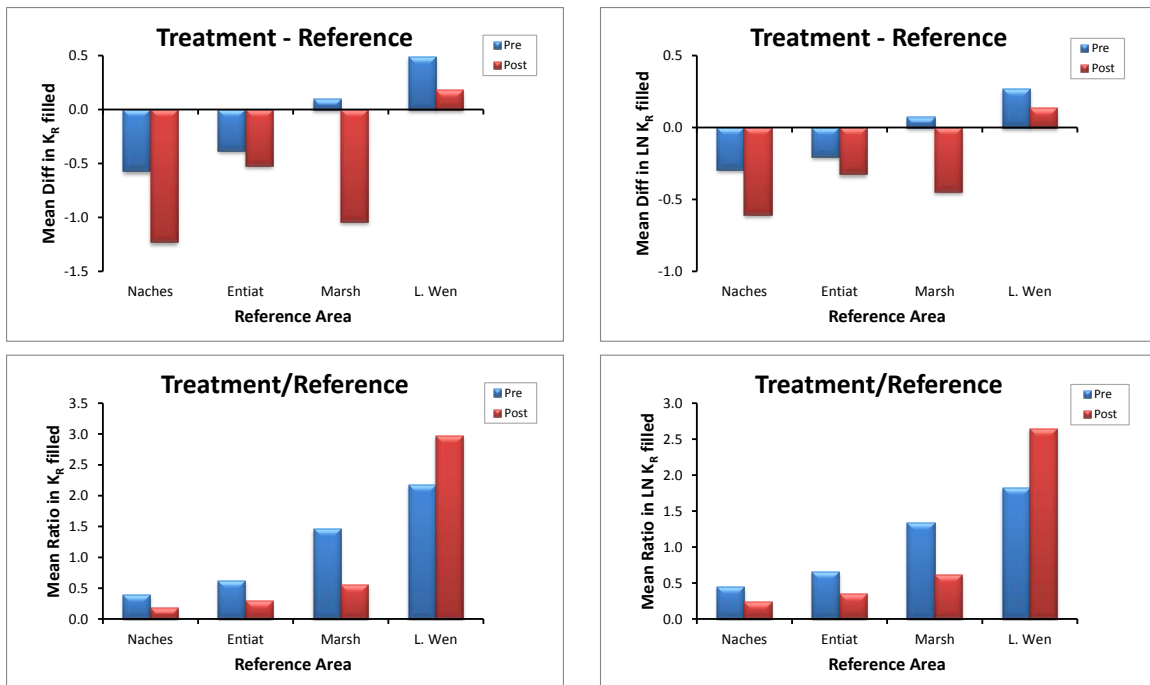 Treatment - Reference
Pre
Post
Mean Diff in KR filled
0.5
0.0
-0.5
-1.0
-1.5
Naches Entiat Marsh L. Wen
Reference Area
Treatment - Reference
Pre
Post
Mean Diff in LN KR filled
0.5
0.0
-0.5
-1.0
Naches Entiat Marsh L. Wen
Reference Area
Treatment/Reference
Pre
Post
Mean Ratio in KR filled
3.5
3.0
2.5
2.0
1.5
1.0
0.5
0.0
Naches Entiat Marsh L. Wen
Reference Area
Treatment/Reference
Pre
Post
Mean Ratio in LN KR filled
3.0
2.5
2.0
1.5
1.0
0.5
0.0
Naches Entiat Marsh L. Wen
Reference Area